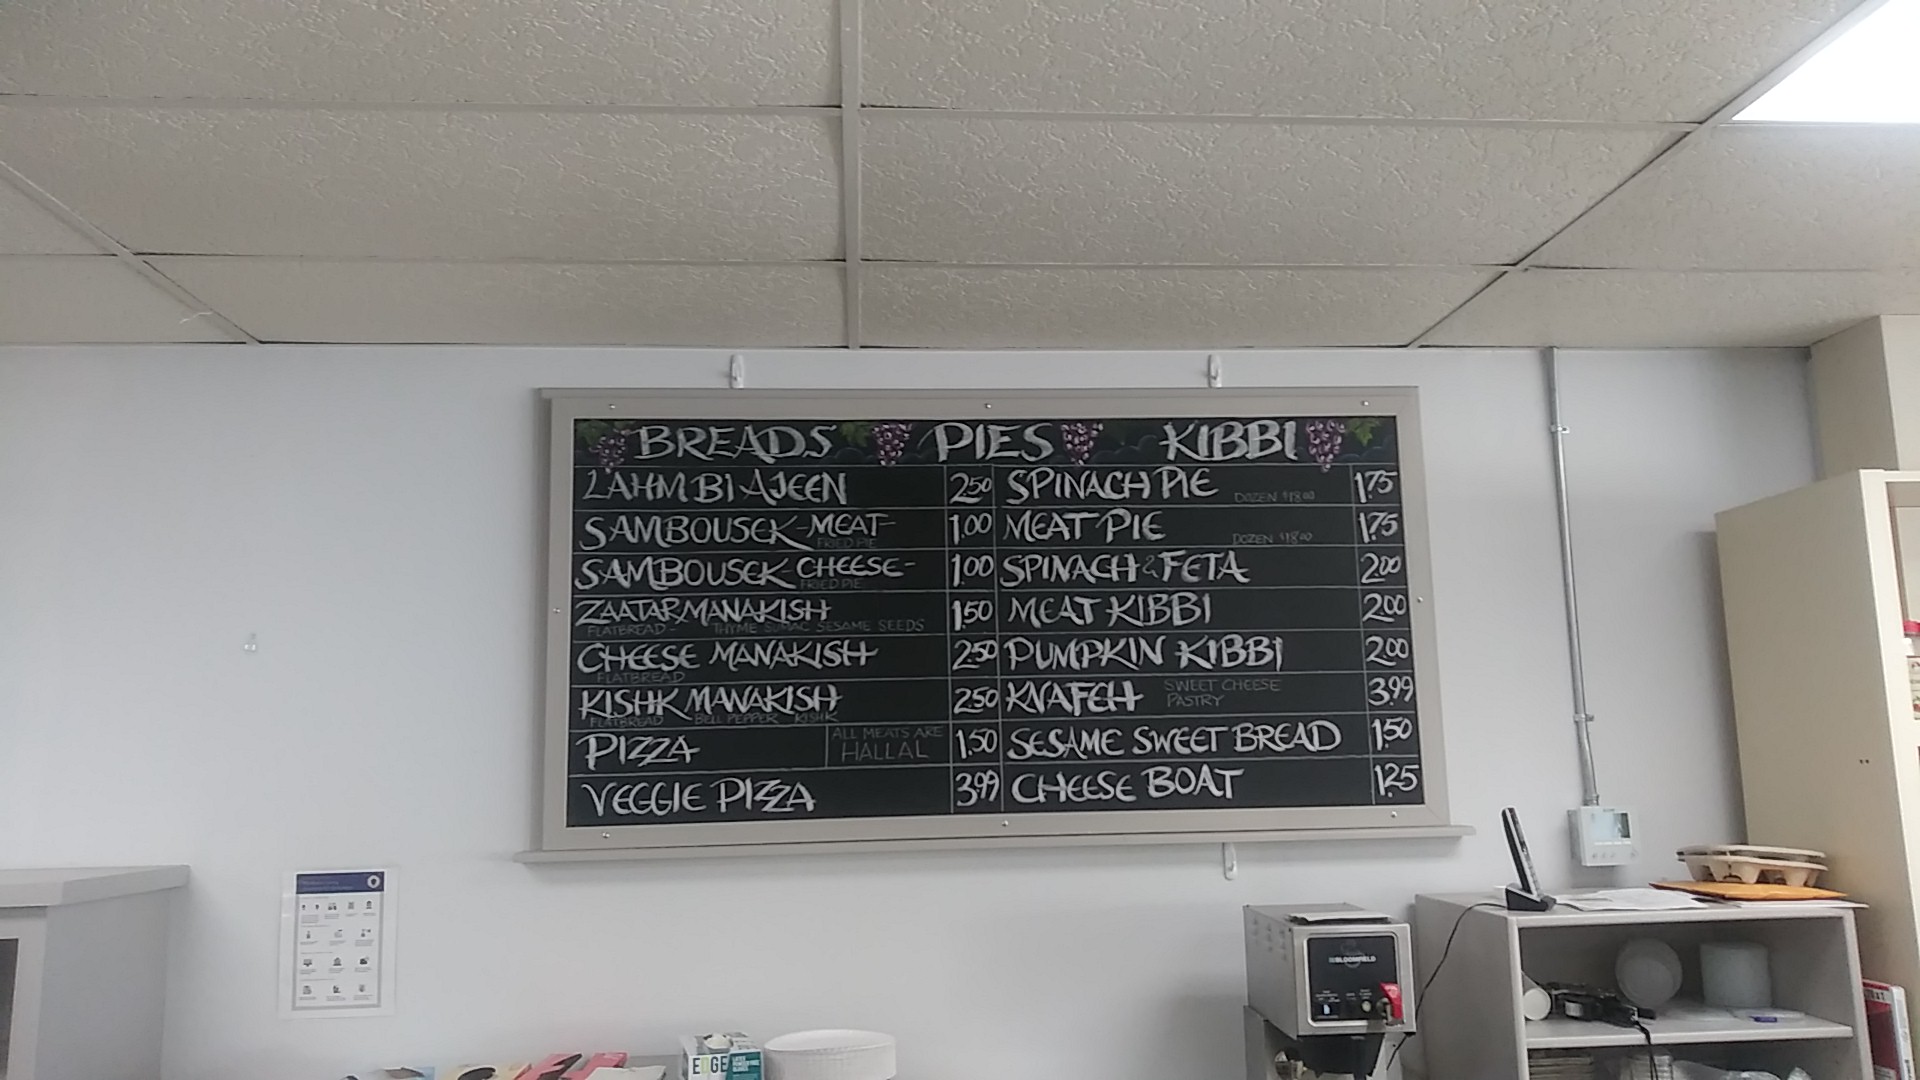 BREADS PIES KIBBI
LAHM BI AJEEN 2.50
SAMBOUSEK-MEAT- 1.00
FRIED PIE
SAMBOUSEK-CHEESE- 1.00
FRIED PIE
ZAATAR MANAKISH 1.50
FLATBREAD - THYME SUMAC SESAME SEEDS
CHEESE MANAKISH 2.50
FLATBREAD
KISHK MANAKISH 2.50
FLATBREAD BELL PEPPER KISHK
PIZZA 1.50
ALL MEATS ARE
HALLAL
VEGGIE PIZZA 3.99
SPINACH PIE DOZEN $18.00 1.75
MEAT PIE DOZEN $18.00 1.75
SPINACH & FETA 2.00
MEAT KIBBI 2.00
PUMPKIN KIBBI 2.00
KNAFEH 3.99
SWEET CHEESE
PASTRY
SESAME SWEET BREAD 1.50
CHEESE BOAT 1.25
BLOOMFIELD
EDGE